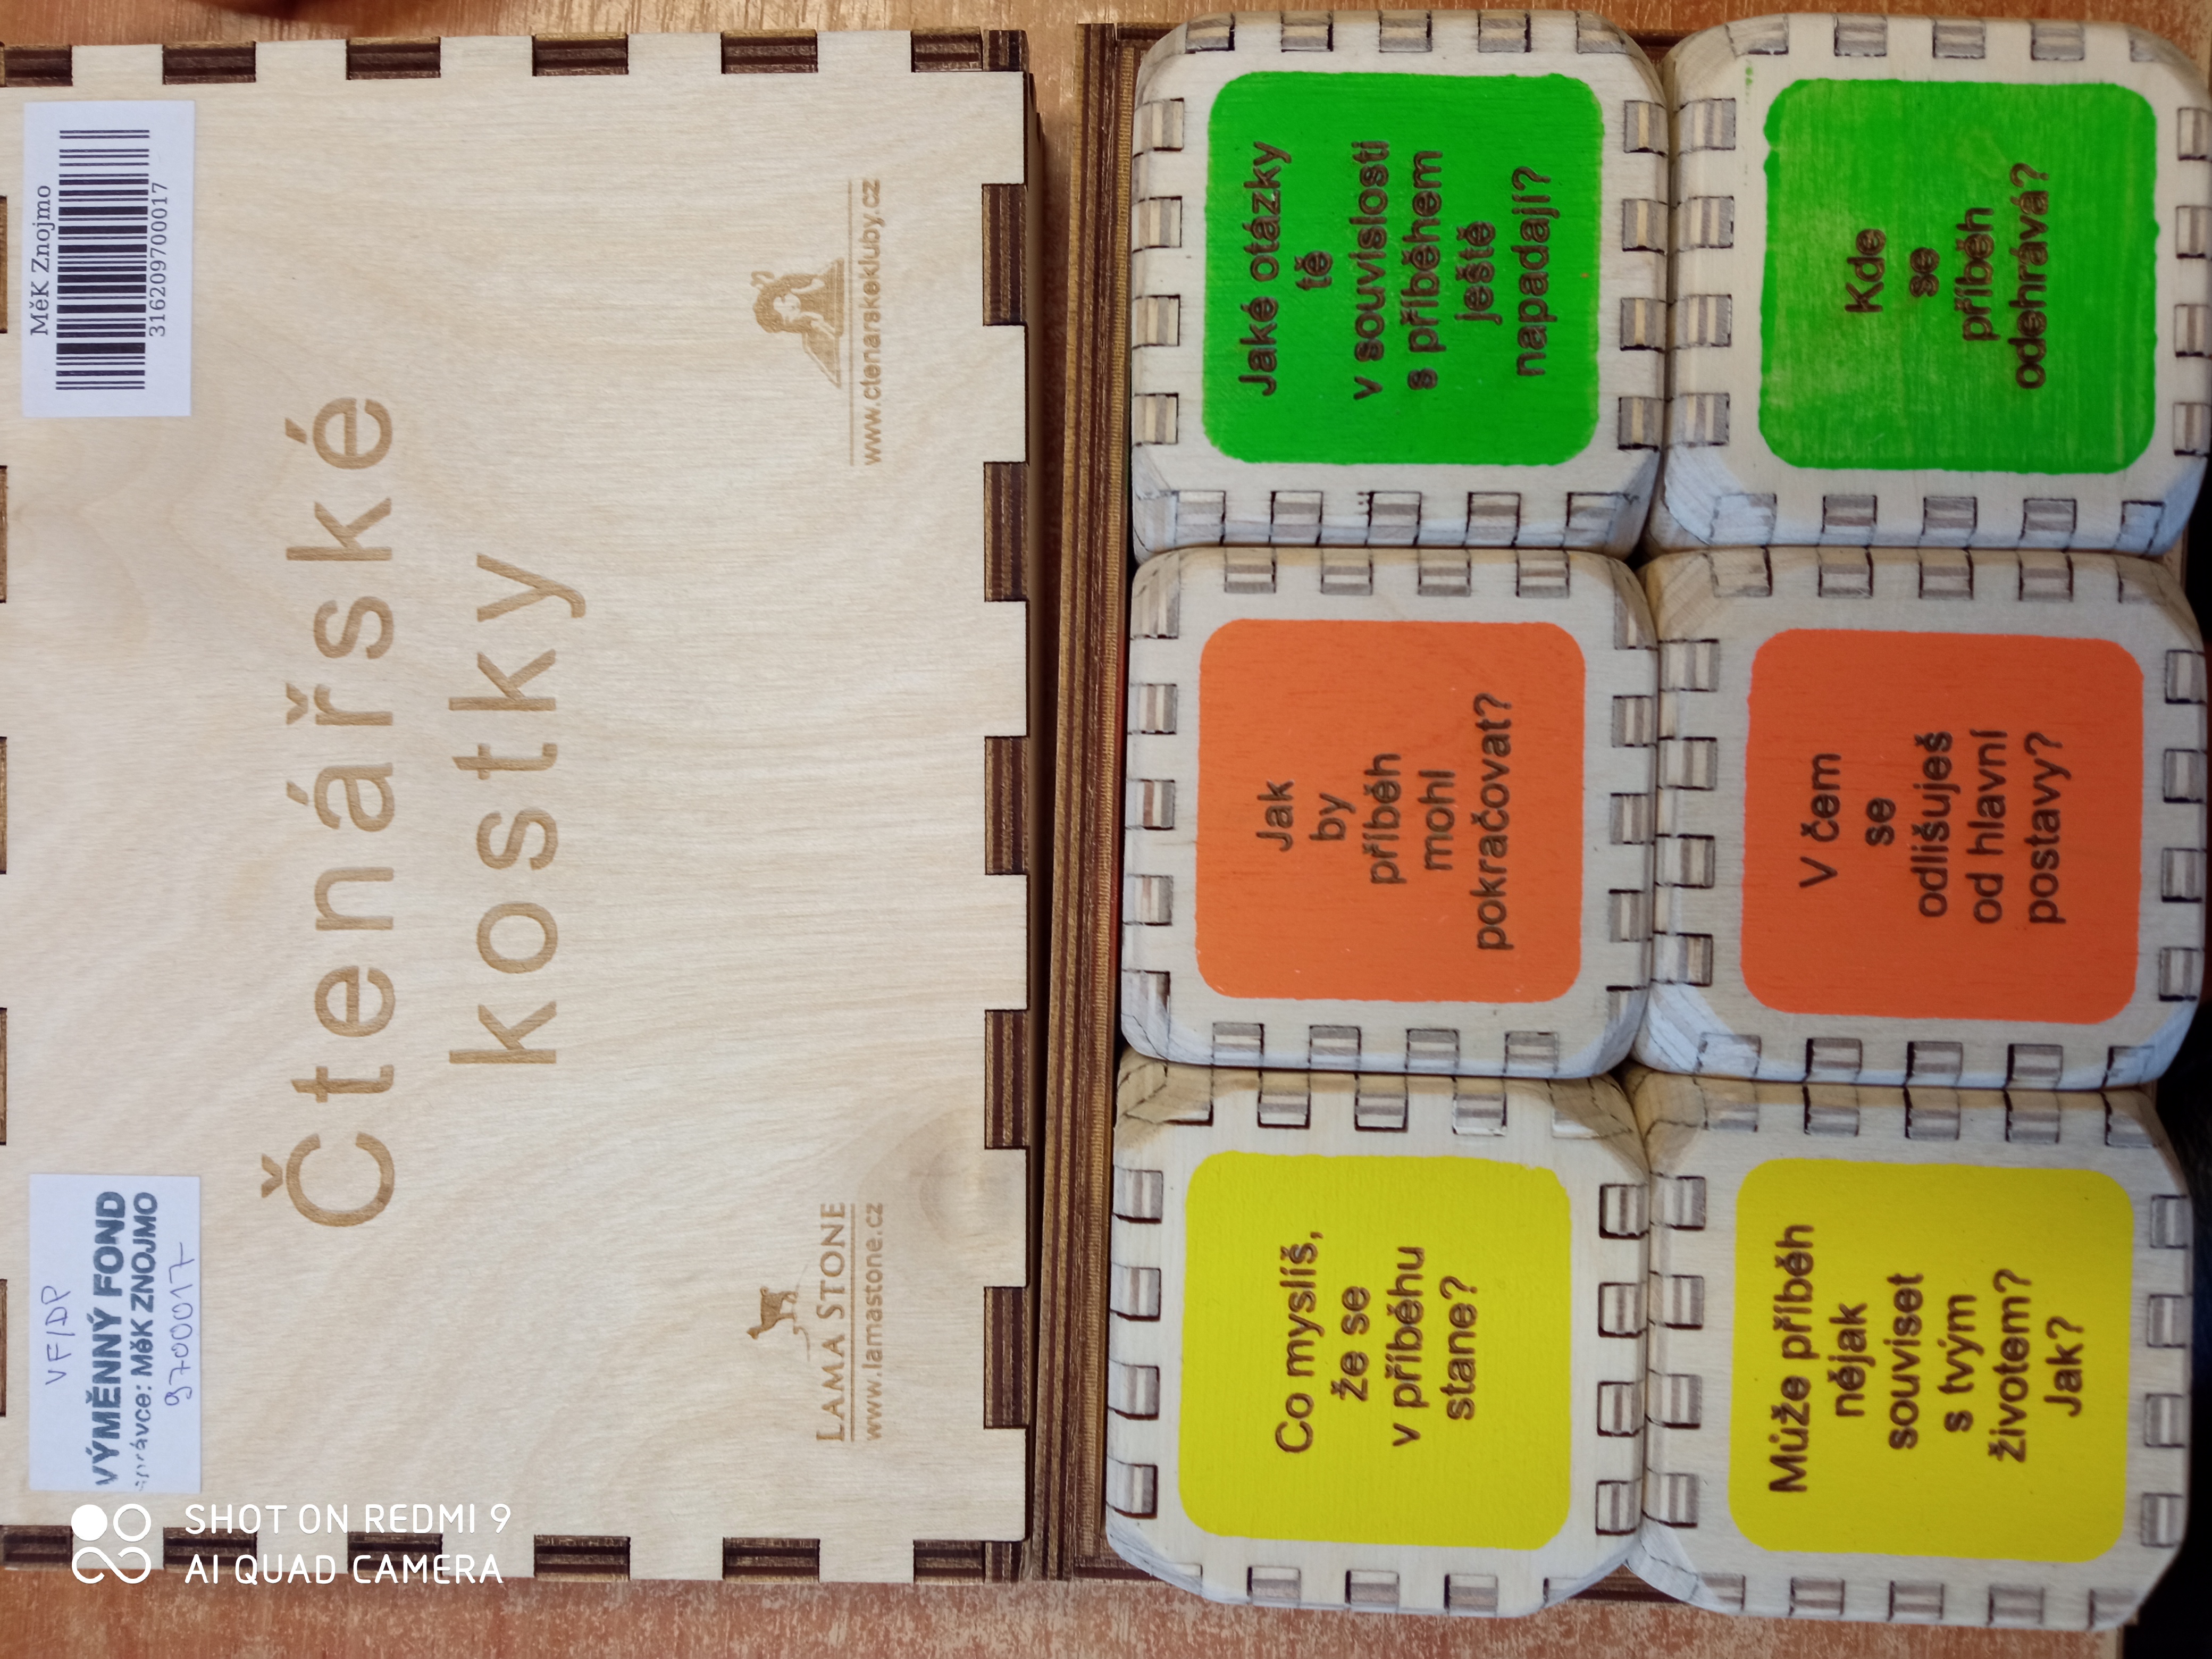 VF/DP
VÝMĚNNÝ FOND
správce: MěK ZNOJMO
9700017
MěK Znojmo
316209700017
Čtenářské
kostky
LAMA STONE
www.lamastone.cz
www.ctenarskekluby.cz
Co myslíš,
že se
v příběhu
stane?
Jak
by
příběh
mohl
pokračovat?
Jaké otázky
tě
v souvislosti
s příběhem
ještě
napadají?
Může příběh
nějak
souviset
s tvým
životem?
Jak?
V čem
se
odlišuješ
od hlavní
postavy?
Kde
se
příběh
odehrává?
SHOT ON REDMI 9
AI QUAD CAMERA